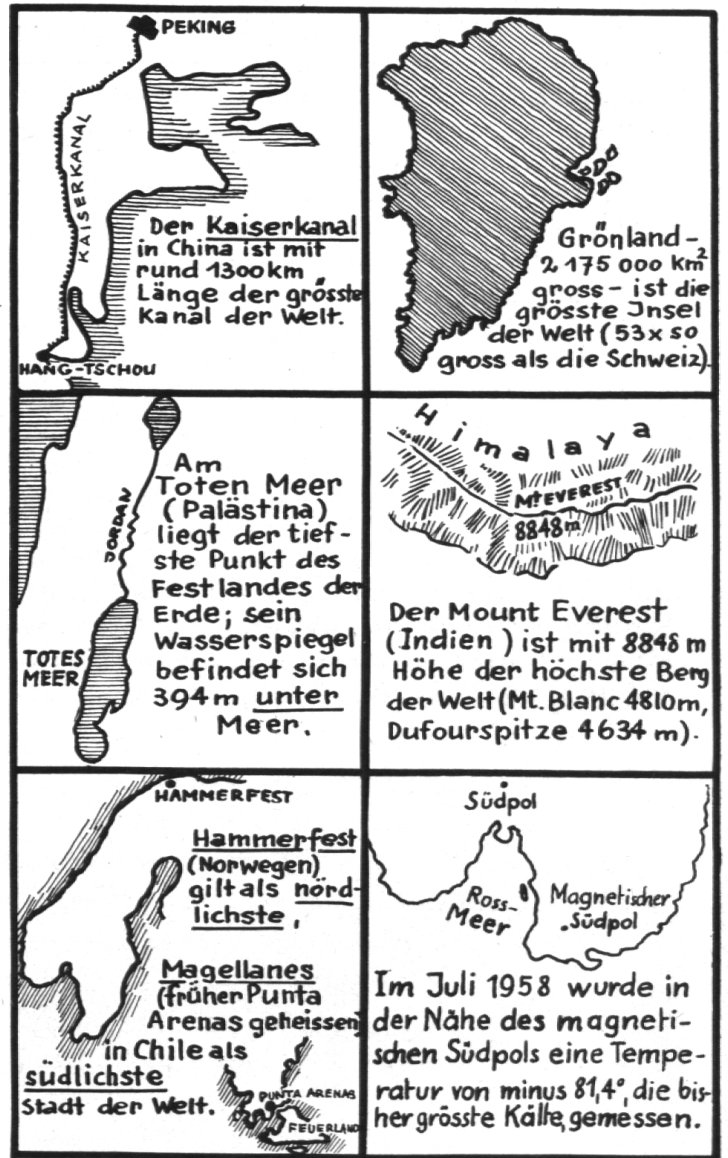 PEKING
KAISERKANAL
Der Kaiserkanal
in China ist mit
rund 1300 km
Länge der grösste
Kanal der Welt.
HANG-TSCHOU
Grönland -
2 175 000 km²
gross - ist die
grösste Insel
der Welt (53x so
gross als die Schweiz).
JORDAN
TOTES
MEER
Am
Toten Meer
(Palästina)
liegt der tief-
ste Punkt des
Festlandes der
Erde; sein
Wasserspiegel
befindet sich
394 m unter
Meer.
Himalaya
Mt EVEREST
8848 m
Der Mount Everest
(Indien) ist mit 8848 m
Höhe der höchste Berg
der Welt (Mt. Blanc 4810 m,
Dufourspitze 4634 m).
HAMMERFEST
Hammerfest
(Norwegen)
gilt als nörd-
lichste,
Magellanes
(früher Punta
Arenas geheissen)
in Chile als
südlichste
Stadt der Welt.
PUNTA ARENAS
FEUERLAND
Südpol
Ross-
Meer
Magnetischer
Südpol
Im Juli 1958 wurde in
der Nähe des magneti-
schen Südpols eine Tempe-
ratur von minus 81,4°, die bis-
her grösste Kälte, gemessen.